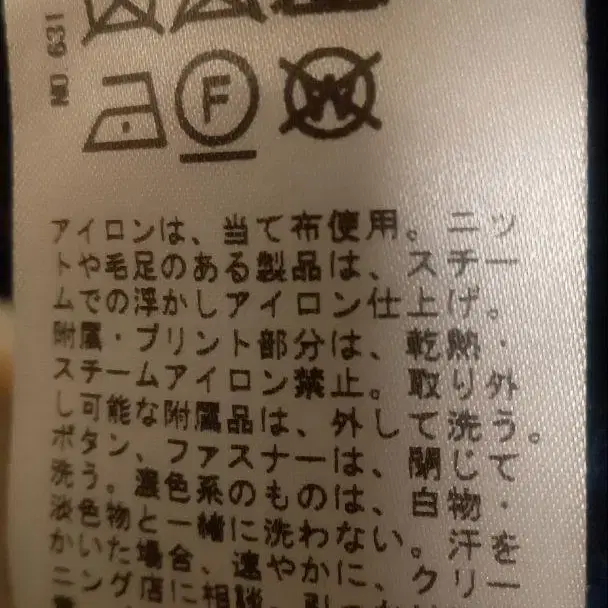 NO 631
F
W
アイロンは、当て布使用。ニッ
トや毛足のある製品は、スチー
ムでの浮かしアイロン仕上げ。
附属・プリント部分は、乾熱・
スチームアイロン禁止。取り外
し可能な附属品は、外して洗う。
ボタン、ファスナーは、閉じて
洗う。濃色系のものは、白物・
淡色物と一緒に洗わない。汗を
かいた場合、速やかに、クリー
ニング店に相談。